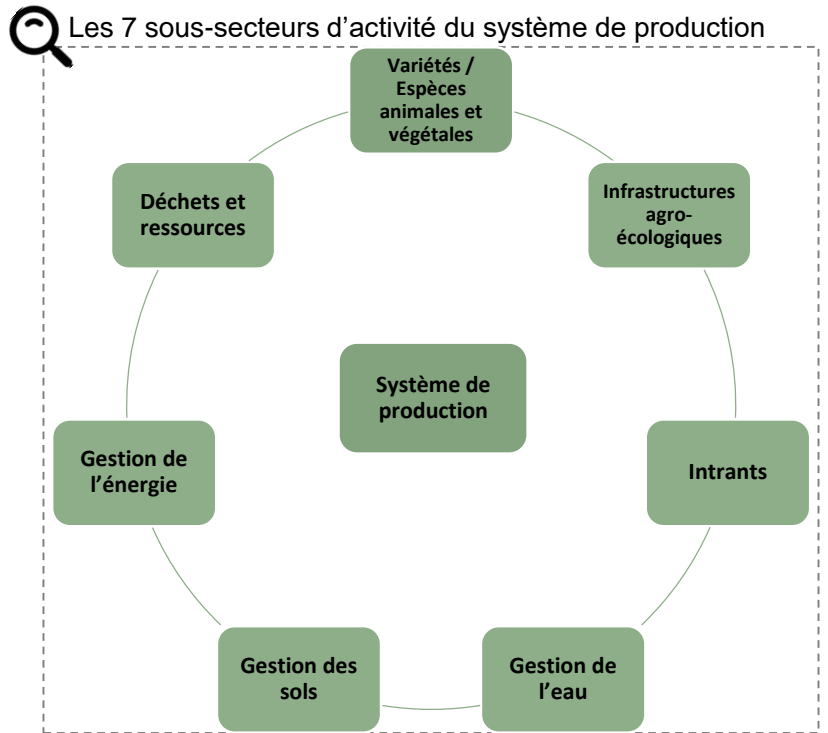 Les 7 sous-secteurs d’activité du système de production
Variétés /
Espèces
animales et
végétales
Infrastructures
agro-
écologiques
Intrants
Gestion de
l’eau
Gestion des
sols
Gestion de
l’énergie
Déchets et
ressources
Système de
production